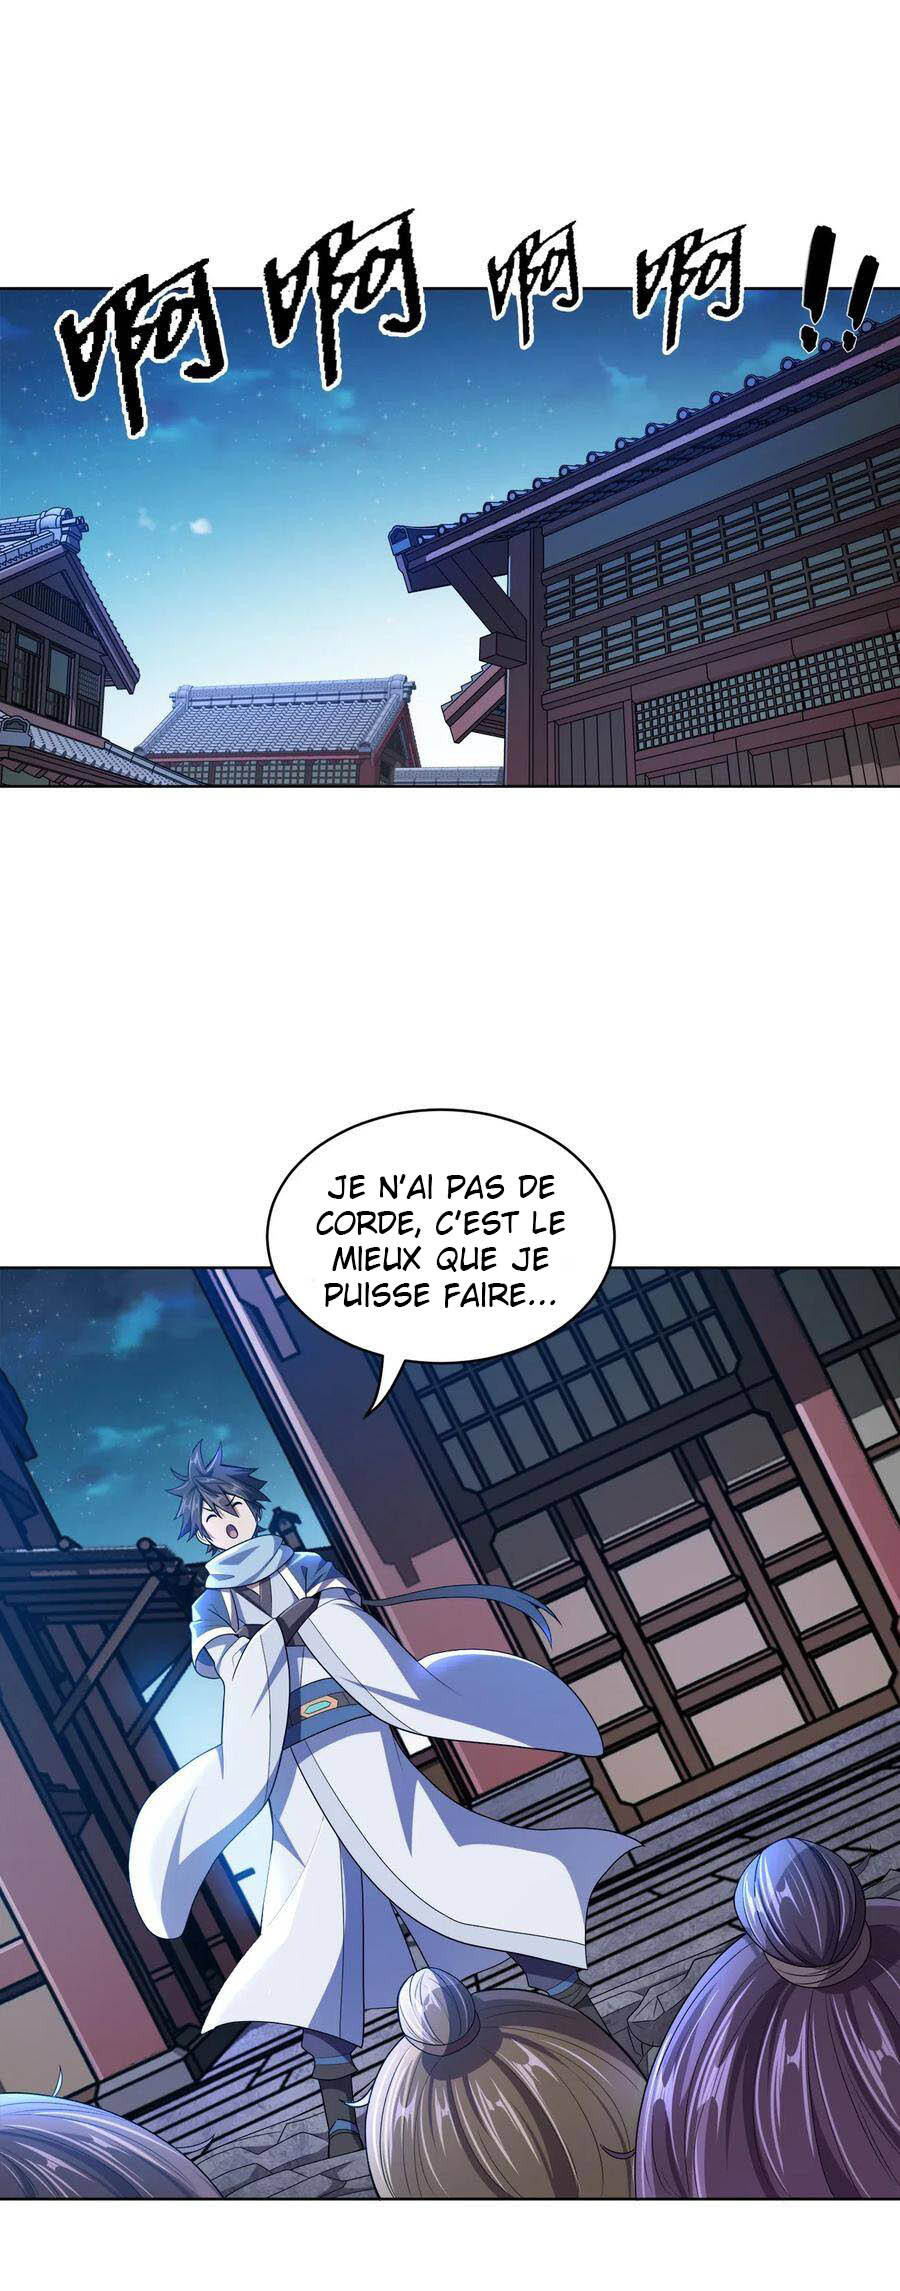 啊啊啊啊!!
JE N'AI PAS DE
CORDE, C'EST LE
MIEUX QUE JE
PUISSE FAIRE...